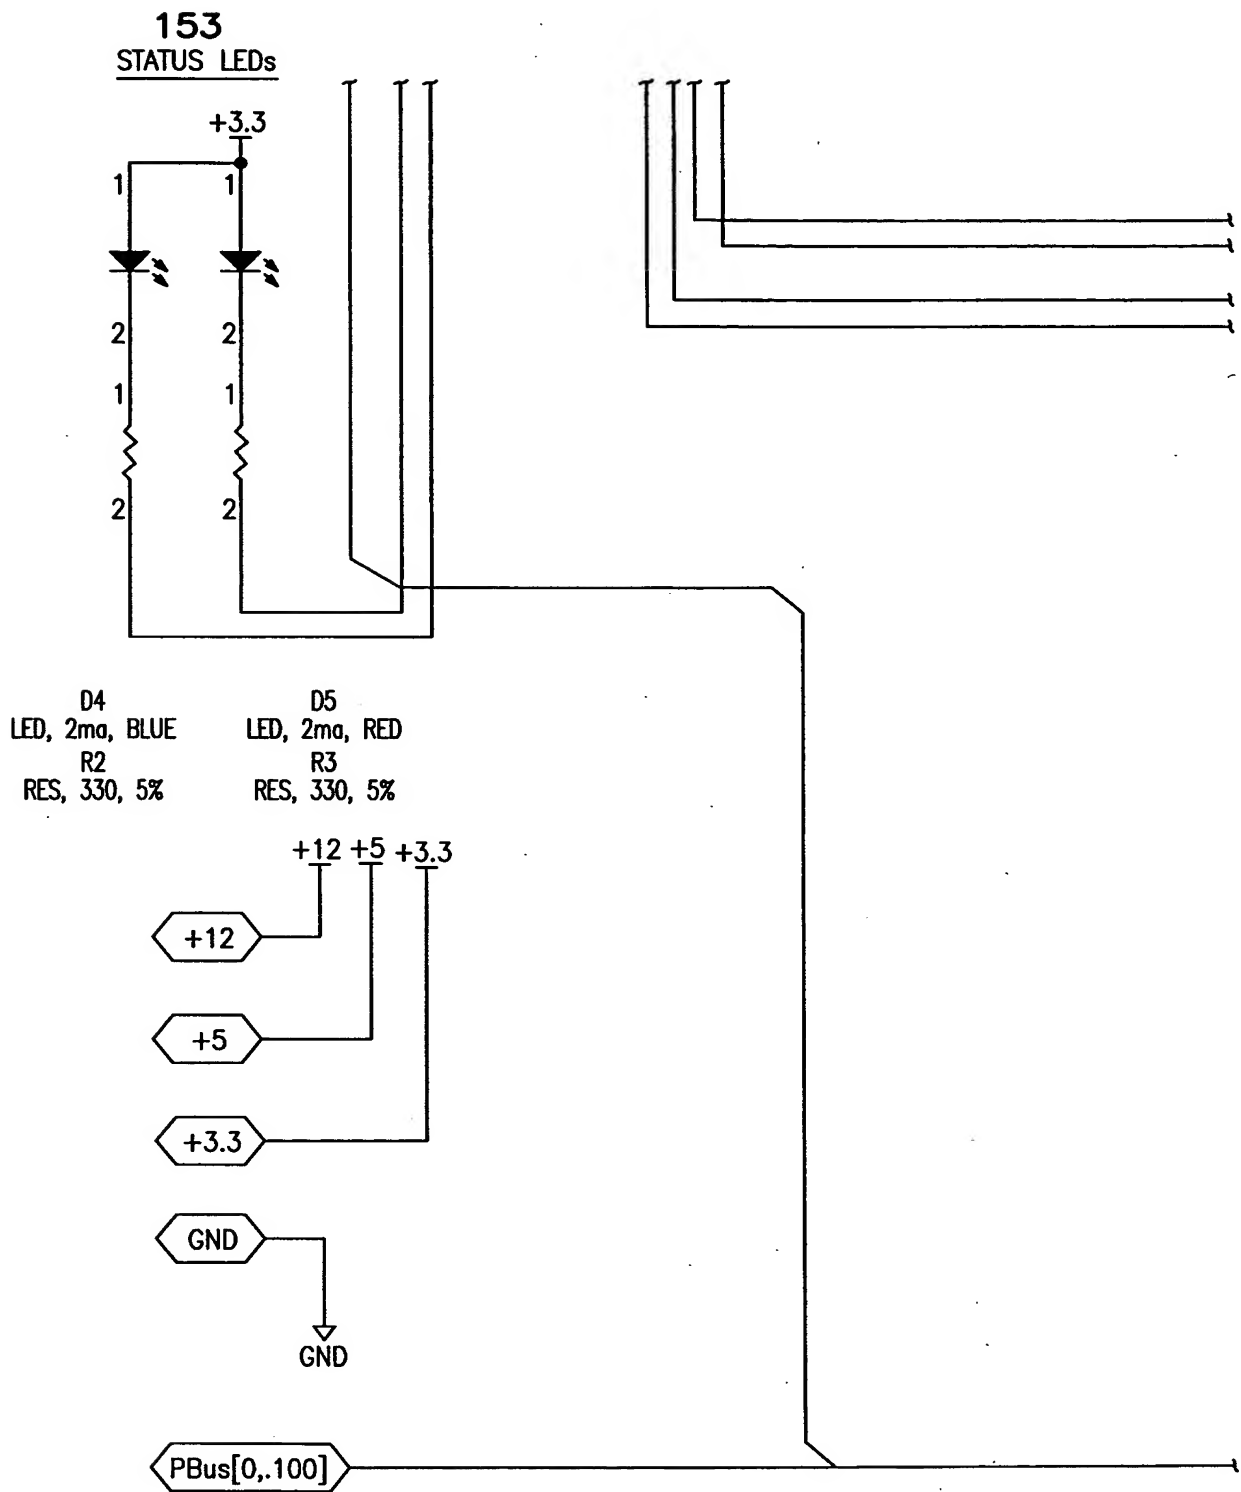 153
STATUS LEDs
+3.3
1 1
2 2
1 1
2 2
D4 D5
LED, 2ma, BLUE LED, 2ma, RED
R2 R3
RES, 330, 5% RES, 330, 5%
+12 +5 +3.3
+12
+5
+3.3
GND
GND
PBus[0,.100]